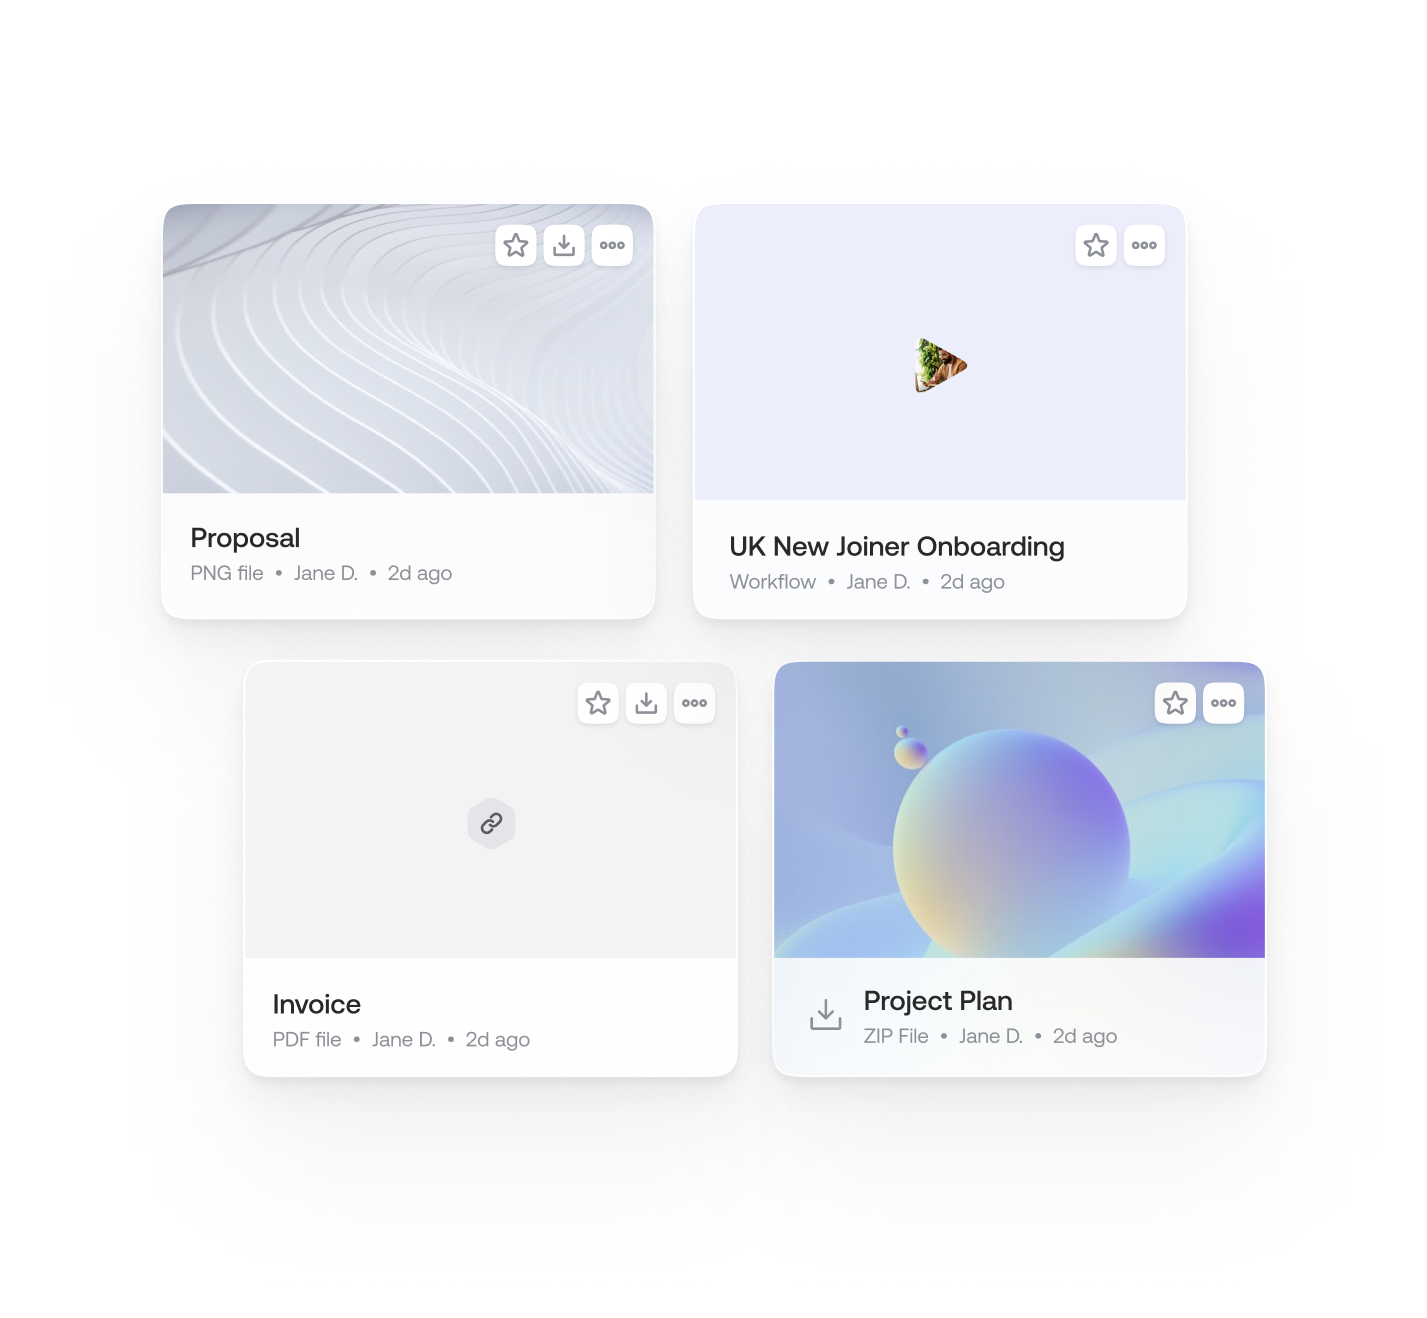 Proposal
PNG file • Jane D. • 2d ago
UK New Joiner Onboarding
Workflow • Jane D. • 2d ago
Invoice
PDF file • Jane D. • 2d ago
Project Plan
ZIP File • Jane D. • 2d ago